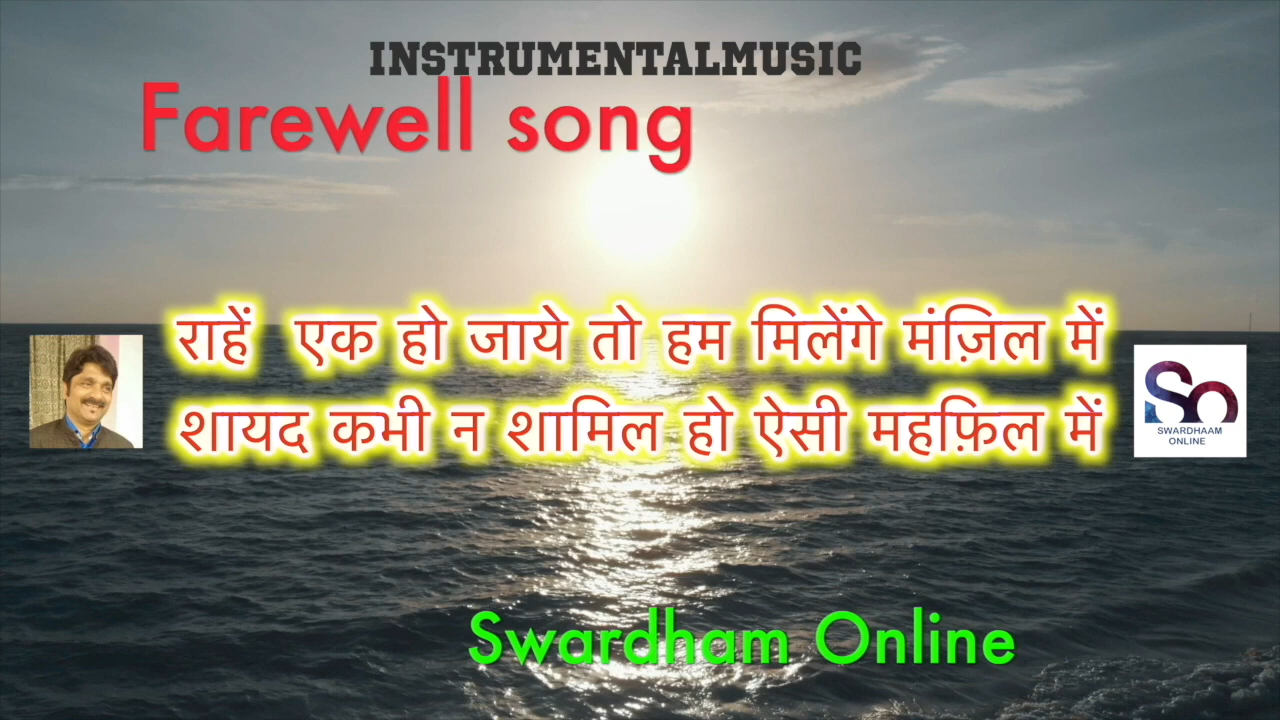 INSTRUMENTALMUSIC
Farewell song
राहें एक हो जाये तो हम मिलेंगे मंज़िल में
शायद कभी न शामिल हो ऐसी महफ़िल में
SWARDHAAM
ONLINE
Swardham Online